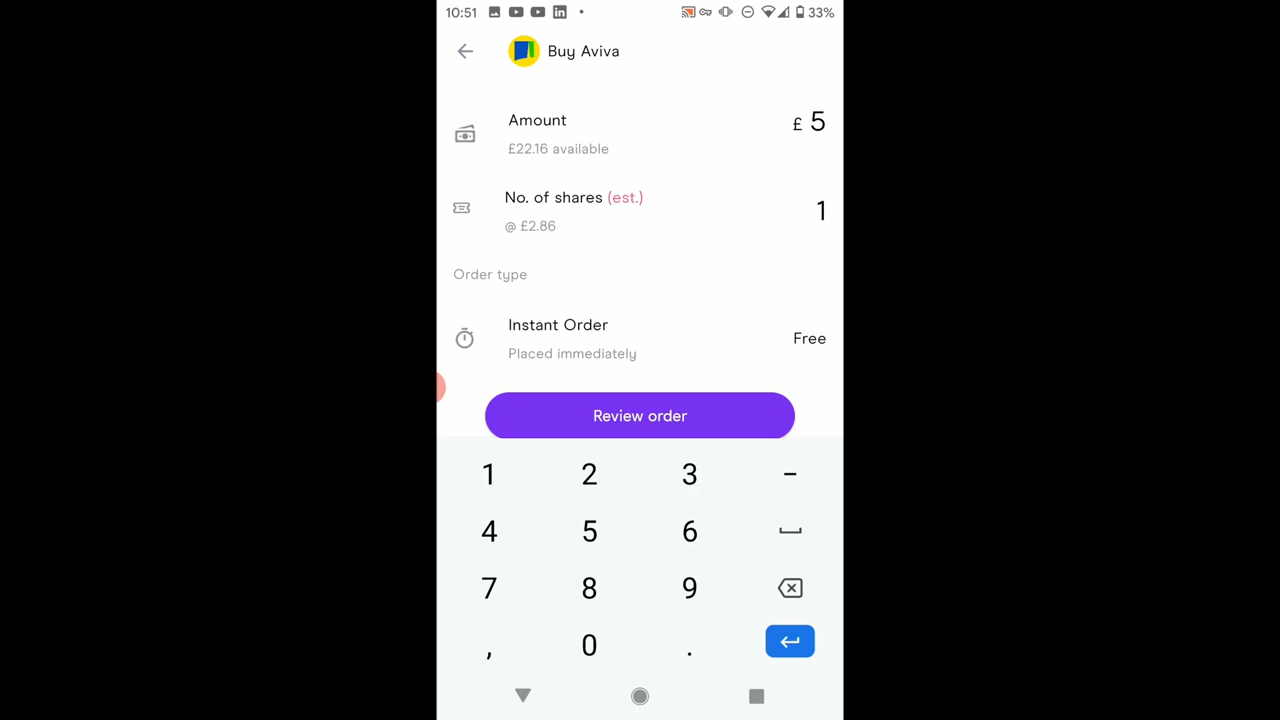 10:51 33%
Buy Aviva
Amount £ 5
£22.16 available
No. of shares (est.) 1
@ £2.86
Order type
Instant Order Free
Placed immediately
Review order
1 2 3 -
4 5 6
7 8 9
, 0 .